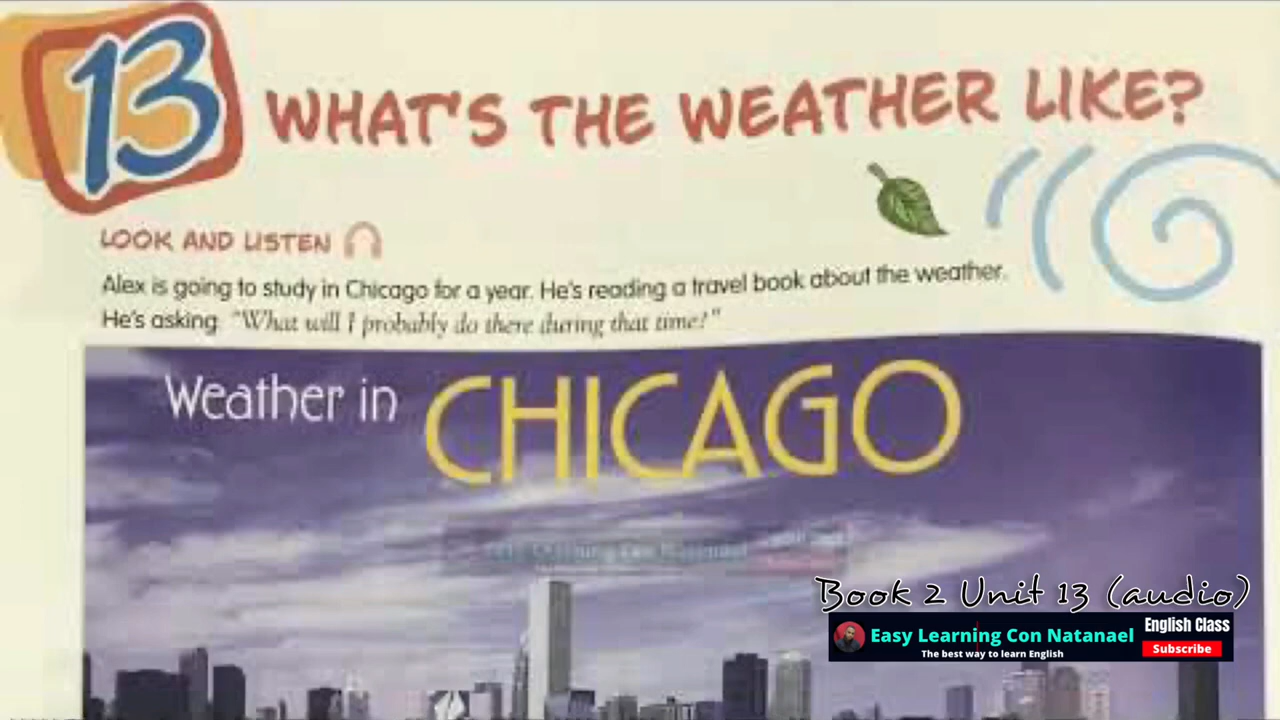 13
WHAT'S THE WEATHER LIKE?
LOOK AND LISTEN
Alex is going to study in Chicago for a year. He's reading a travel book about the weather.
He's asking "What will I probably do there during that time?"
Weather in CHICAGO
Con Natanael
Book 2 Unit 13 (audio)
Easy Learning Con Natanael
The best way to learn English
English Class
Subscribe